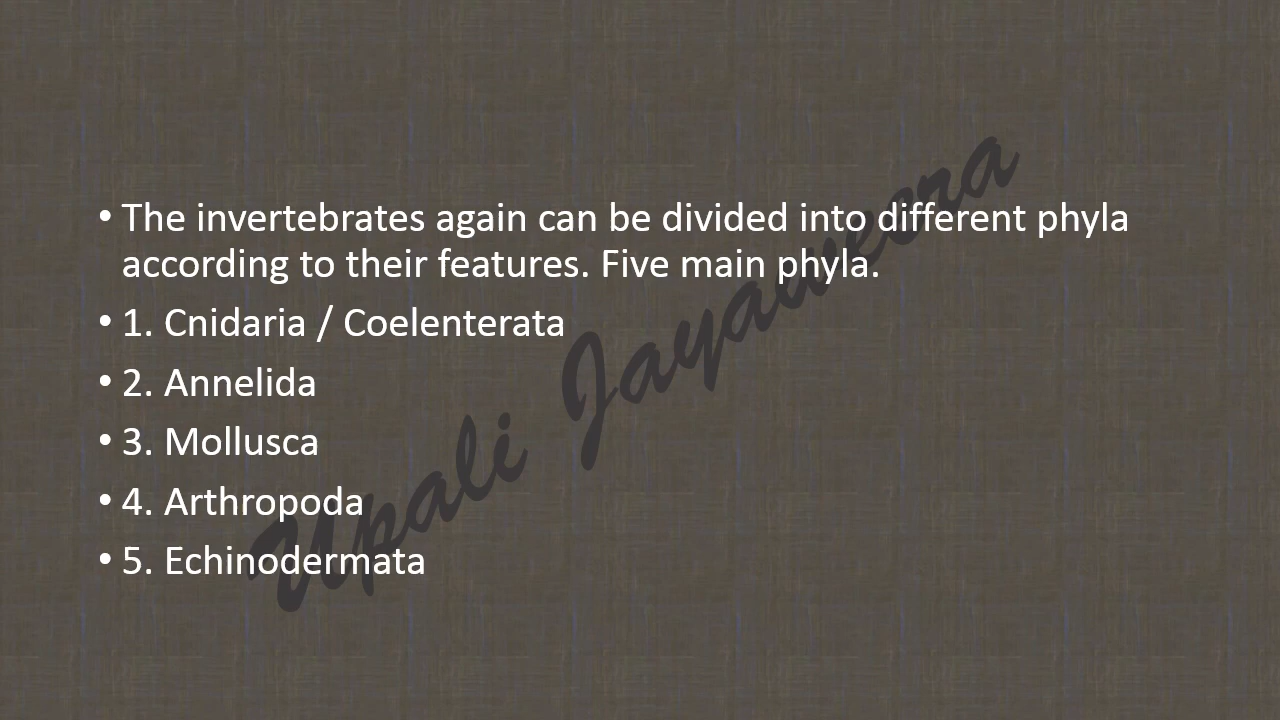 • The invertebrates again can be divided into different phyla
according to their features. Five main phyla.
• 1. Cnidaria / Coelenterata
• 2. Annelida
• 3. Mollusca
• 4. Arthropoda
• 5. Echinodermata
Upali Jayaweera